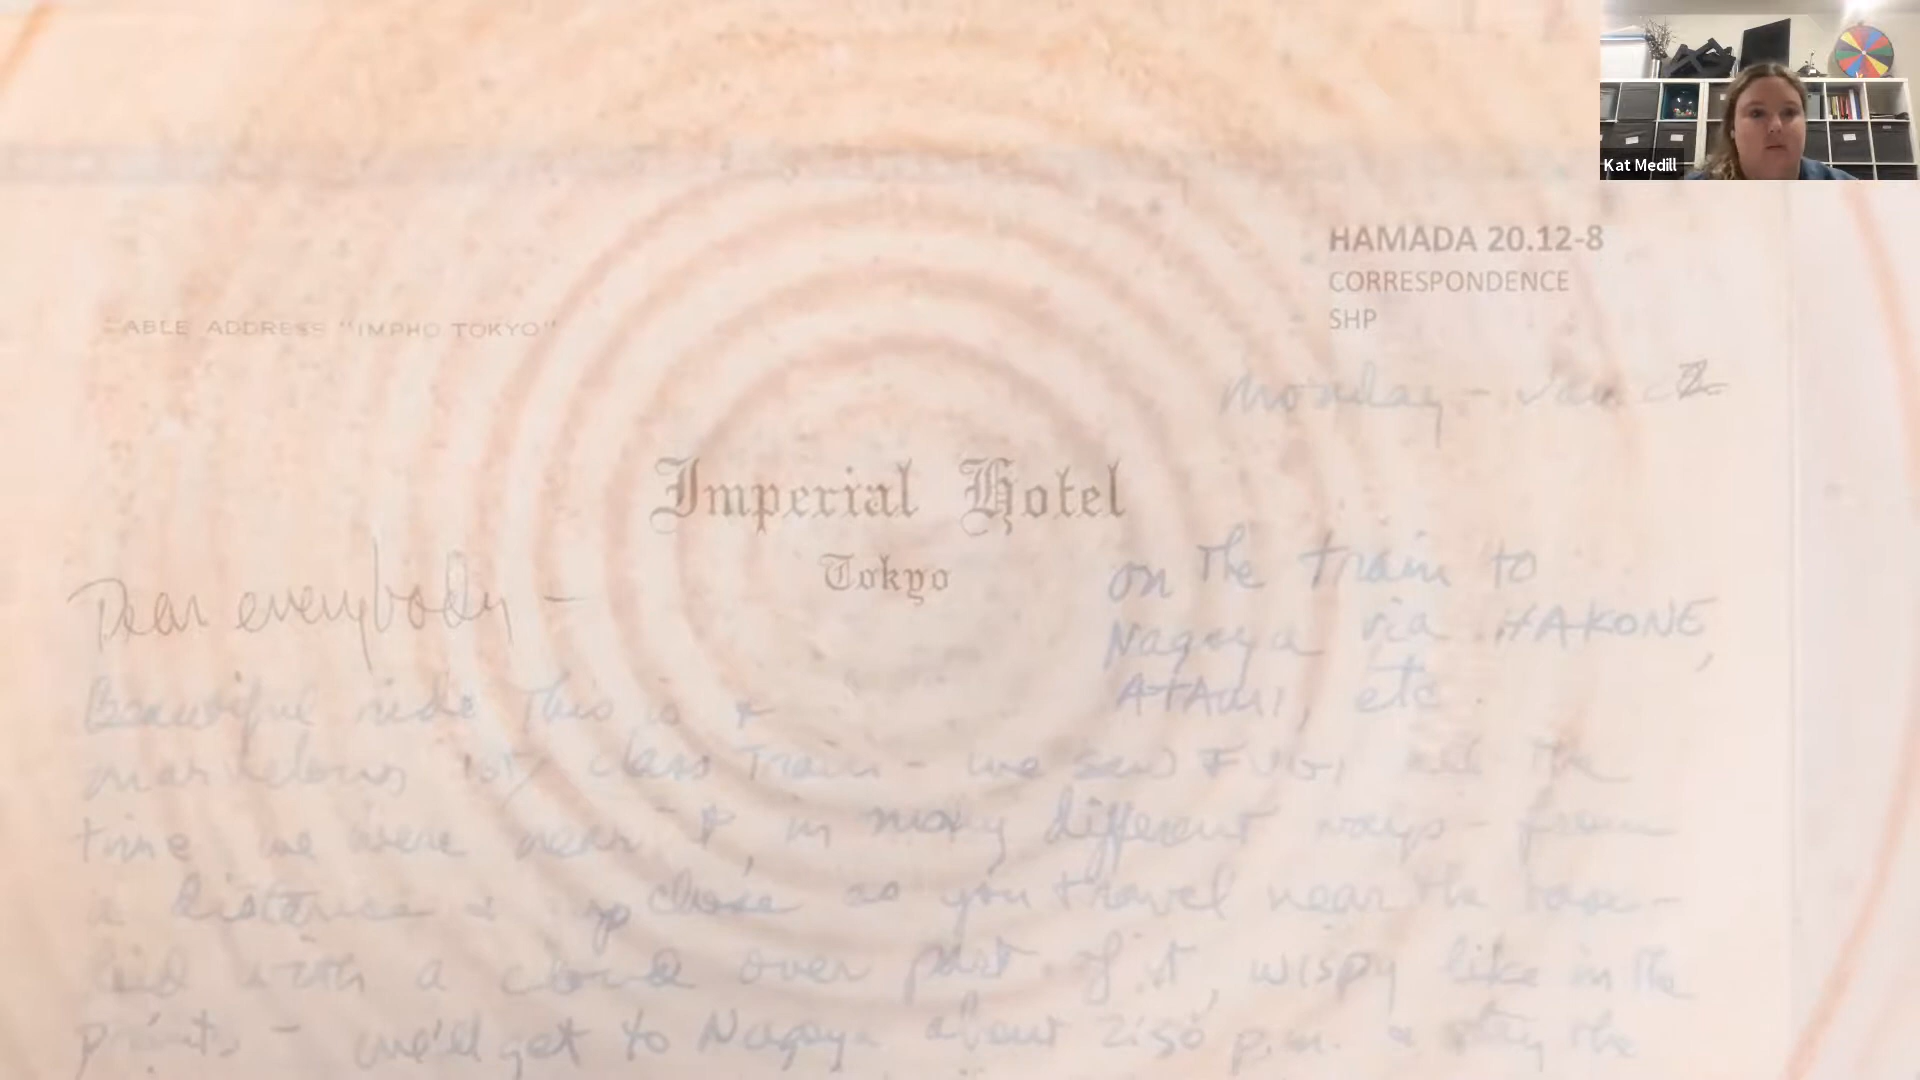 Kat Medill
HAMADA 20.12-8
CORRESPONDENCE
SHP
CABLE ADDRESS "IMPHO TOKYO"
Monday - Jan
Imperial Hotel
Tokyo
Dear everybody -
on the train to
Nagoya via HAKONE,
ATAMI, etc.
Beautiful ride This is &
marvelous 1st class Train - we saw FUGI all the
time we were near it, in many different ways - from
a distance & up close as you travel near the base -
with a cloud over part of it, wispy like in the
prints - we'll get to Nagoya about 2:50 p.m. & stay the